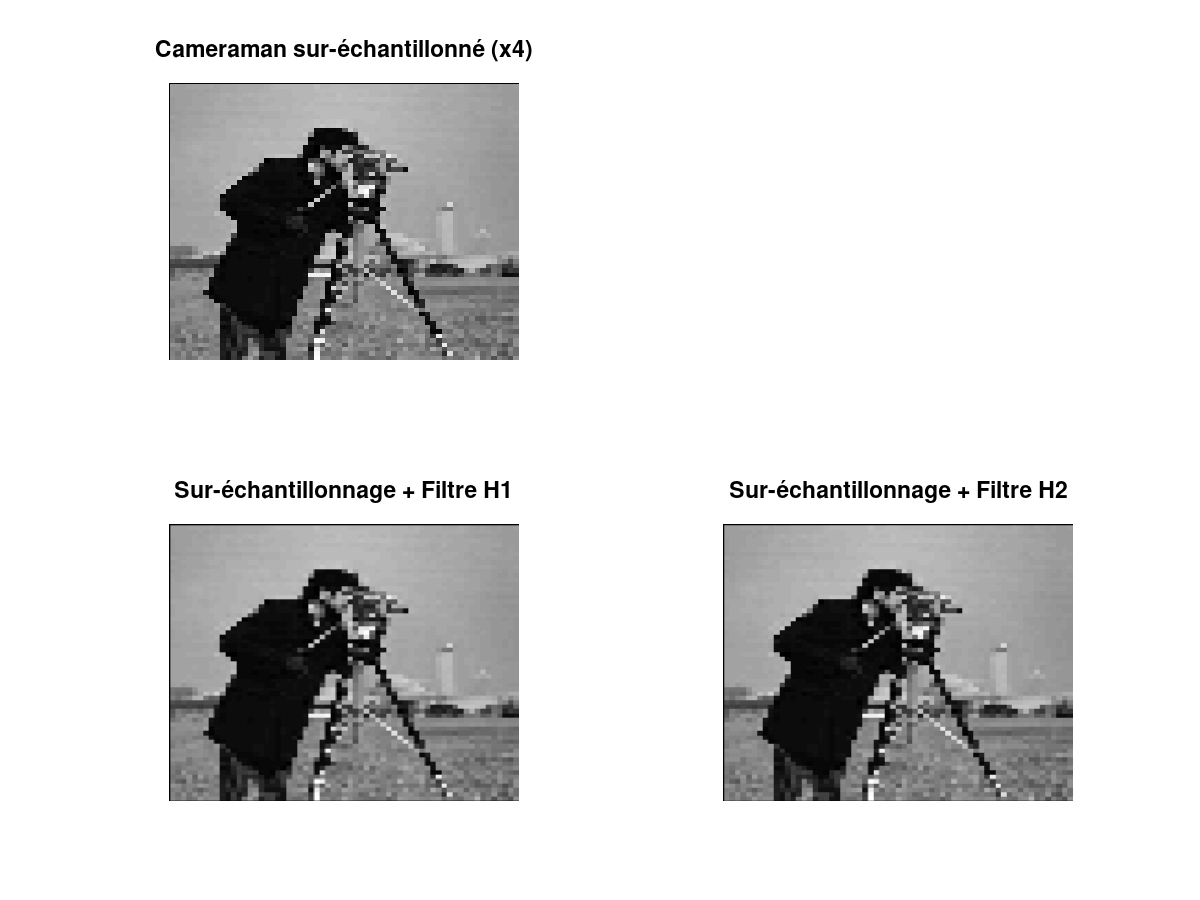 Cameraman sur-échantillonné (x4)
Sur-échantillonnage + Filtre H1
Sur-échantillonnage + Filtre H2